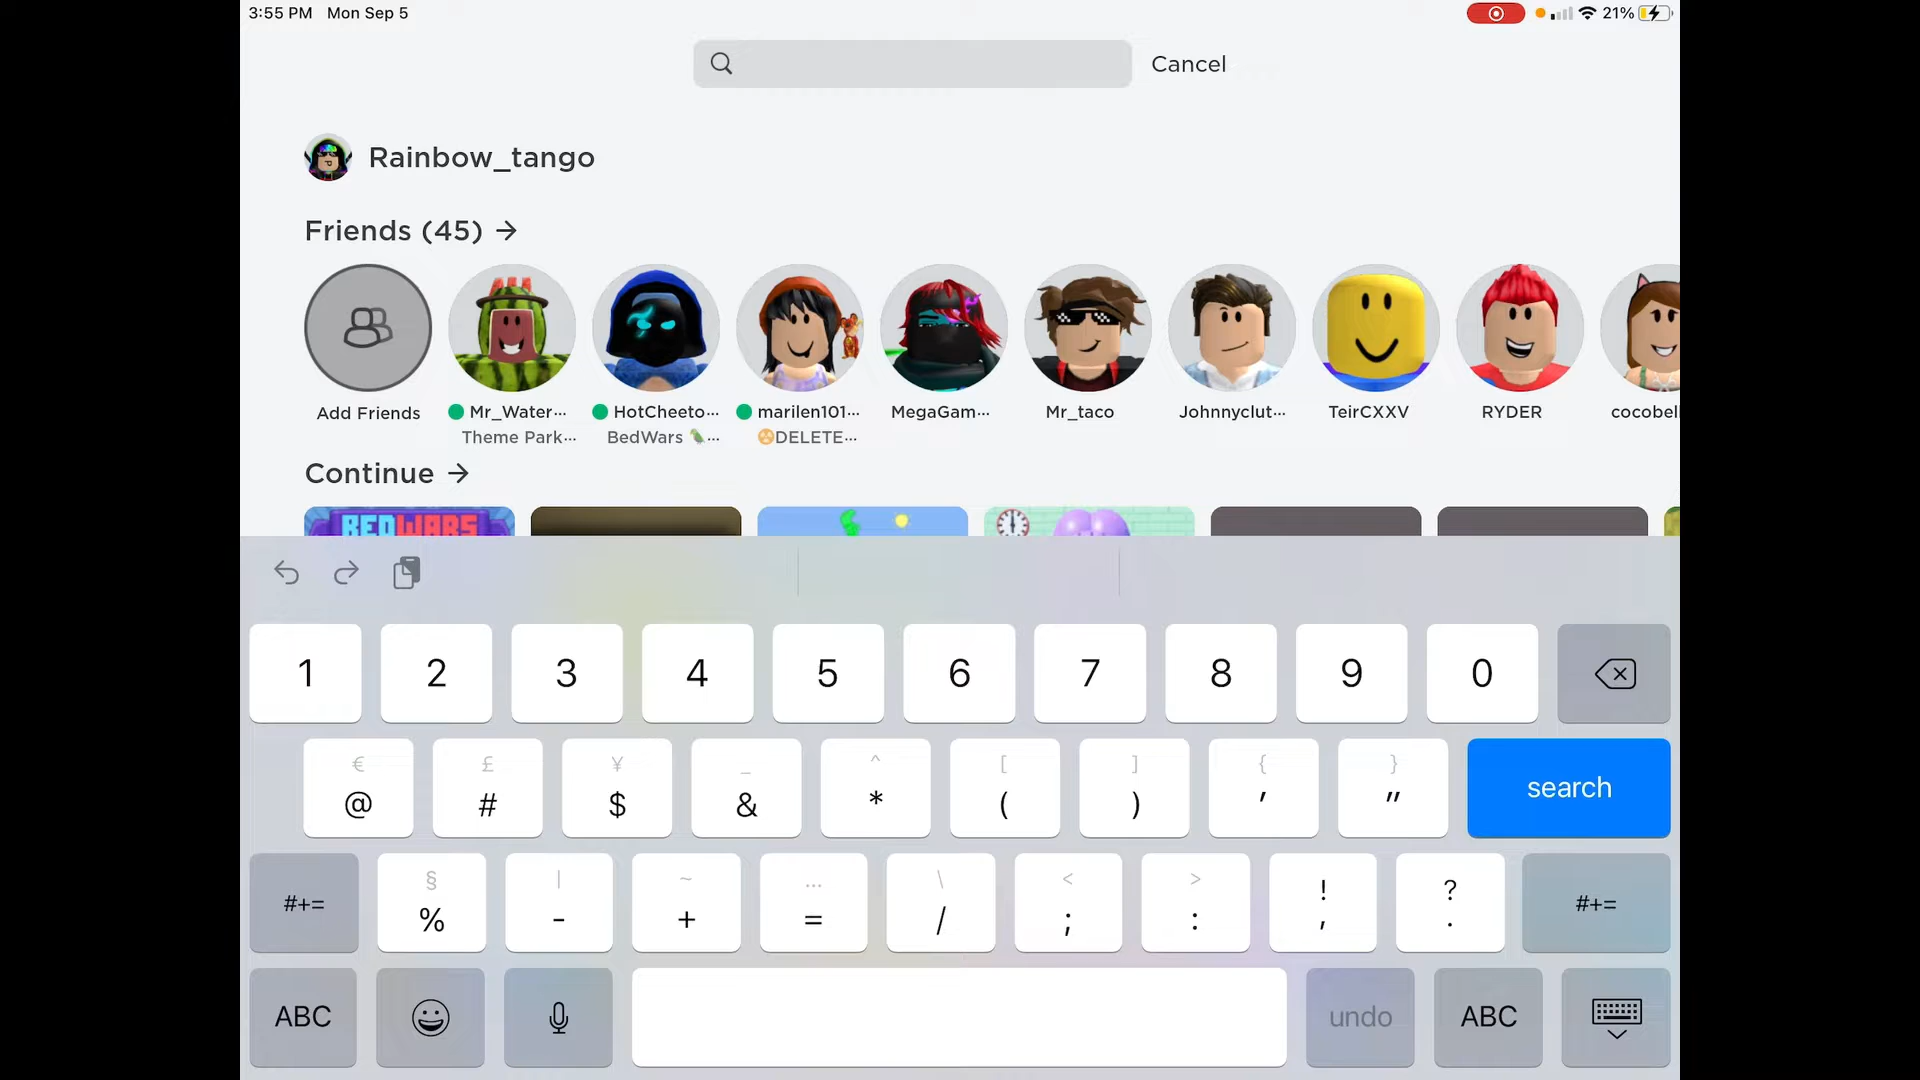 3:55 PM Mon Sep 5
21%
Cancel
Rainbow_tango
Friends (45) →
Add Friends
Mr_Water...
HotCheeto...
marilen101...
MegaGam...
Mr_taco
Johnnyclut...
TeirCXXV
RYDER
cocobell
Theme Park...
BedWars 🦜...
☢DELETE...
Continue →
BEDWARS
1 2 3 4 5 6 7 8 9 0
€ £ ¥ _ ^ [ ] { }
@ # $ & * ( ) ' "
search
§ | ~ … \ < > ! ?
#+= % - + = / ; : , . #+=
ABC undo ABC